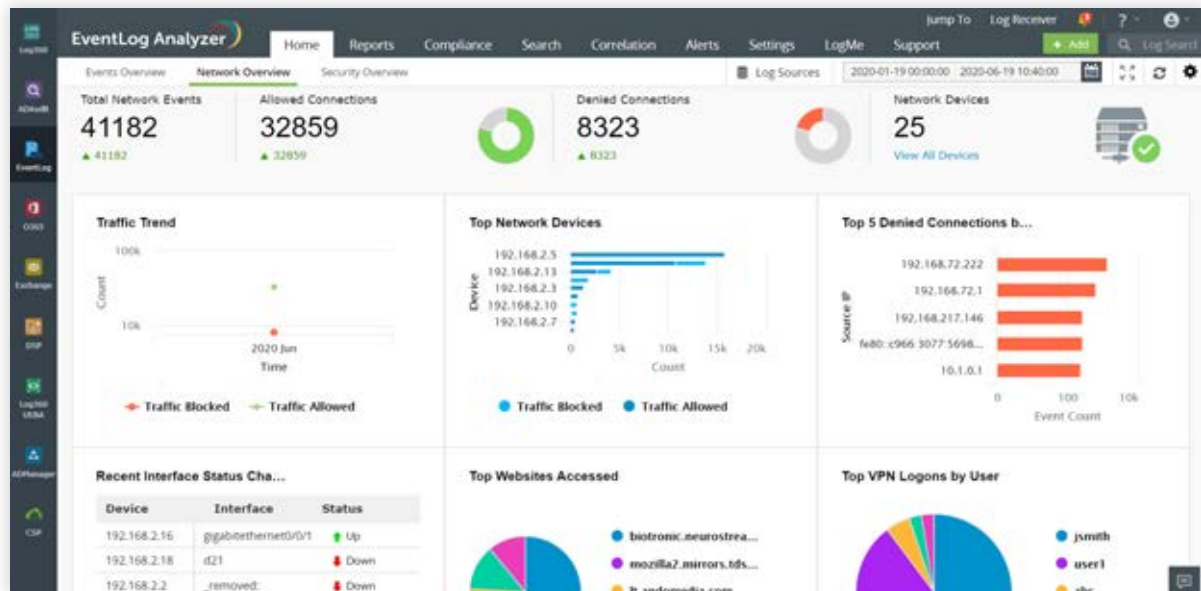 Jump To Log Receiver ?
EventLog Analyzer
Home Reports Compliance Search Correlation Alerts Settings LogMe Support + Add Log Search
Events Overview Network Overview Security Overview Log Sources 2020-01-19 00:00:00 2020-06-19 10:40:00
Log360
ADAudit
EventLog
O365
Exchange
DSP
Log360 UEBA
ADManager
CSP
Total Network Events
41182
41182
Allowed Connections
32859
32859
Denied Connections
8323
8323
Network Devices
25
View All Devices
Traffic Trend
100k
10k
Count
2020 Jun
Time
Traffic Blocked Traffic Allowed
Top Network Devices
192.168.2.5
192.168.2.13
192.168.2.3
192.168.2.10
192.168.2.7
Device
0 5k 10k 15k 20k
Count
Traffic Blocked Traffic Allowed
Top 5 Denied Connections b...
192.168.72.222
192.168.72.1
192.168.217.146
fe80::c966:3077:5698...
10.1.0.1
Source IP
0 100 10k
Event Count
Recent Interface Status Cha...
Device Interface Status
192.168.2.16 gigabitethernet0/0/1 Up
192.168.2.18 Down
192.168.2.2 _removed: Down
Top Websites Accessed
biotronic.neurostrea...
mozilla2.mirrors.tds...
Top VPN Logons by User
jsmith
user1